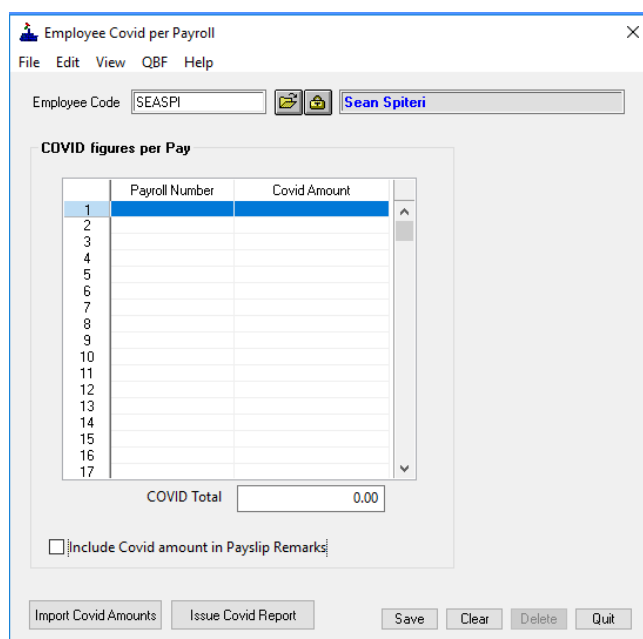 Employee Covid per Payroll
File Edit View QBF Help
Employee Code SEASPI Sean Spiteri
COVID figures per Pay
Payroll Number Covid Amount
1
2
3
4
5
6
7
8
9
10
11
12
13
14
15
16
17
COVID Total 0.00
Include Covid amount in Payslip Remarks
Import Covid Amounts Issue Covid Report Save Clear Delete Quit